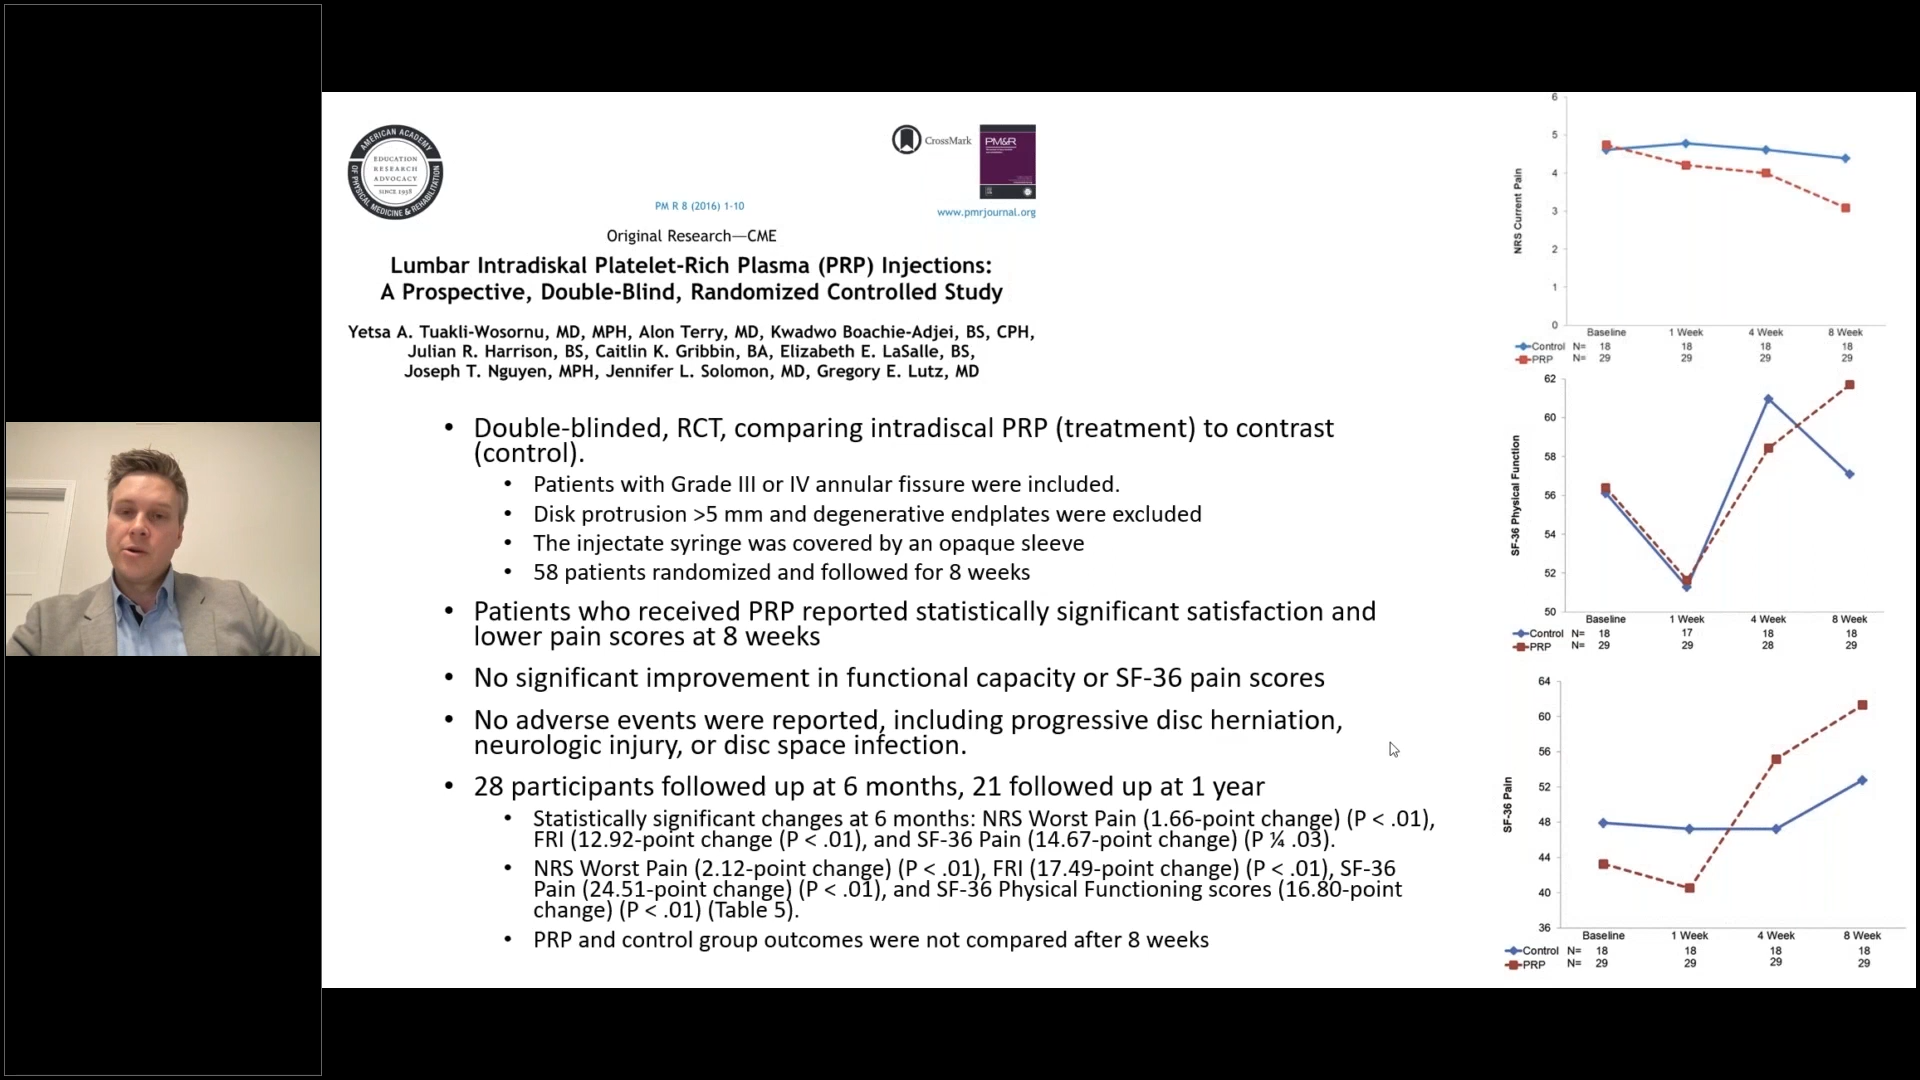 AMERICAN ACADEMY
OF PHYSICAL MEDICINE & REHABILITATION
EDUCATION
RESEARCH
ADVOCACY
SINCE 1938
CrossMark
PM&R
PM R 8 (2016) 1-10
www.pmrjournal.org
Original Research—CME
Lumbar Intradiskal Platelet-Rich Plasma (PRP) Injections:
A Prospective, Double-Blind, Randomized Controlled Study
Yetsa A. Tuakli-Wosornu, MD, MPH, Alon Terry, MD, Kwadwo Boachie-Adjei, BS, CPH,
Julian R. Harrison, BS, Caitlin K. Gribbin, BA, Elizabeth E. LaSalle, BS,
Joseph T. Nguyen, MPH, Jennifer L. Solomon, MD, Gregory E. Lutz, MD
• Double-blinded, RCT, comparing intradiscal PRP (treatment) to contrast
(control).
• Patients with Grade III or IV annular fissure were included.
• Disk protrusion >5 mm and degenerative endplates were excluded
• The injectate syringe was covered by an opaque sleeve
• 58 patients randomized and followed for 8 weeks
• Patients who received PRP reported statistically significant satisfaction and
lower pain scores at 8 weeks
• No significant improvement in functional capacity or SF-36 pain scores
• No adverse events were reported, including progressive disc herniation,
neurologic injury, or disc space infection.
• 28 participants followed up at 6 months, 21 followed up at 1 year
• Statistically significant changes at 6 months: NRS Worst Pain (1.66-point change) (P < .01),
FRI (12.92-point change (P < .01), and SF-36 Pain (14.67-point change) (P ¼ .03).
• NRS Worst Pain (2.12-point change) (P < .01), FRI (17.49-point change) (P < .01), SF-36
Pain (24.51-point change) (P < .01), and SF-36 Physical Functioning scores (16.80-point
change) (P < .01) (Table 5).
• PRP and control group outcomes were not compared after 8 weeks
NRS Current Pain
6
5
4
3
2
1
0
Baseline 1 Week 4 Week 8 Week
Control N= 18 18 18 18
PRP N= 29 29 29 29
SF-36 Physical Function
62
60
58
56
54
52
50
Baseline 1 Week 4 Week 8 Week
Control N= 18 17 18 18
PRP N= 29 29 28 29
SF-36 Pain
64
60
56
52
48
44
40
36
Baseline 1 Week 4 Week 8 Week
Control N= 18 18 18 18
PRP N= 29 29 29 29